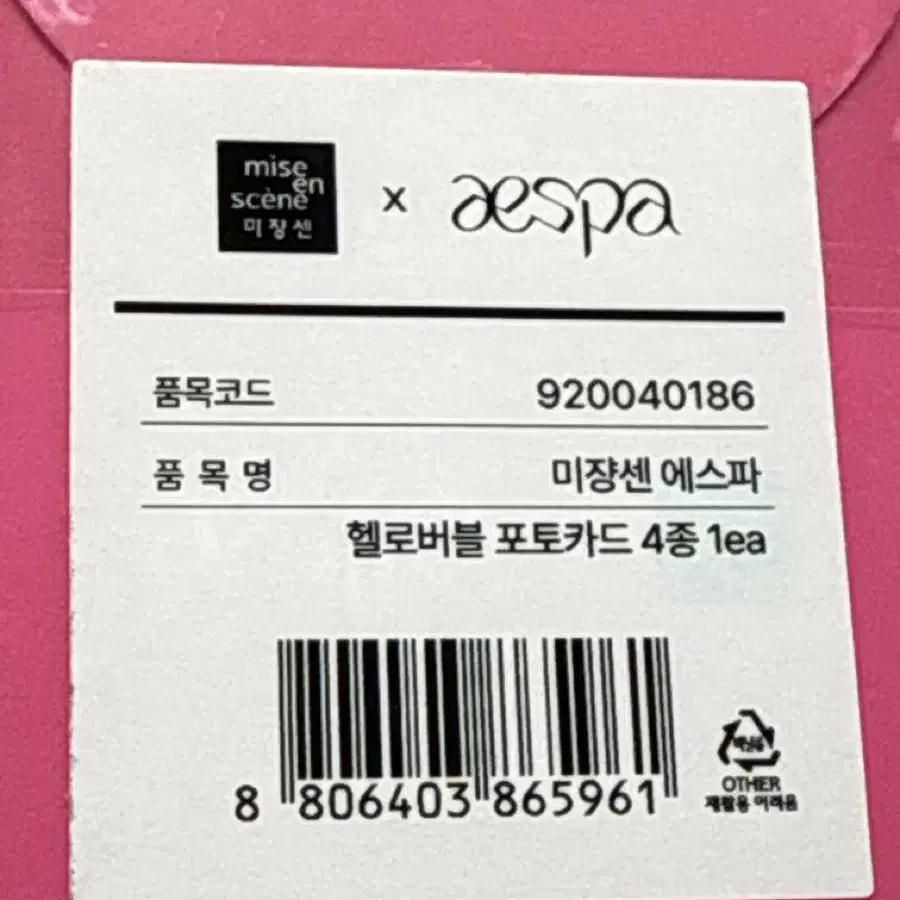 mise
en
scène
미쟝센
x
aespa
품목코드 920040186
품 목 명 미쟝센 에스파
헬로버블 포토카드 4종 1ea
8 806403 865961
OTHER
재활용 어려움